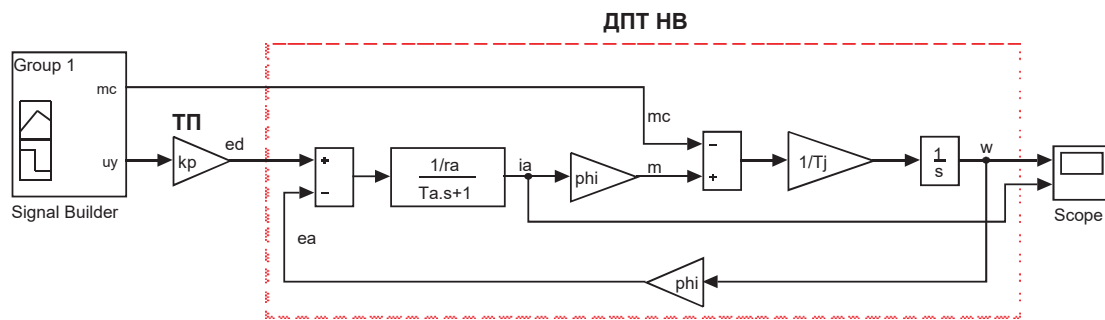 ДПТ НВ
Group 1
mc
uy
Signal Builder
ТП
kp
ed
+
−
ea
1/ra
Ta.s+1
ia
phi
m
mc
−
+
1/Tj
1
s
w
Scope
phi